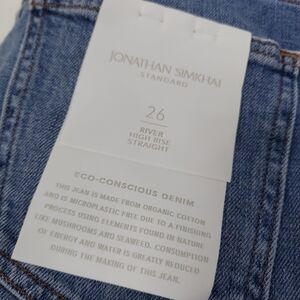 JONATHAN SIMKHAI
STANDARD
26
RIVER
HIGH RISE
STRAIGHT
ECO-CONSCIOUS DENIM
THIS JEAN IS MADE FROM ORGANIC COTTON
AND IS MICROPLASTIC FREE DUE TO A FINISHING
PROCESS USING ELEMENTS FOUND IN NATURE
LIKE MUSHROOMS AND SEAWEED. CONSUMPTION
OF ENERGY AND WATER IS GREATLY REDUCED
DURING THE MAKING OF THIS JEAN.